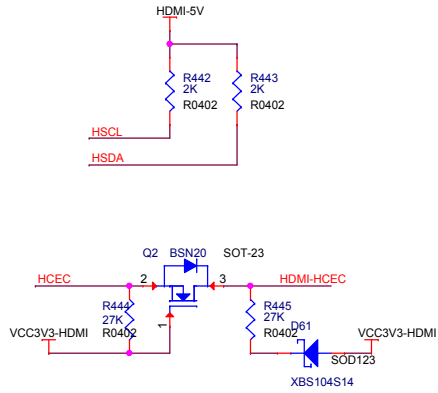 HDMI-5V
R442
2K
R0402
R443
2K
R0402
HSCL
HSDA
Q2 BSN20 SOT-23
HCEC 2 3 HDMI-HCEC
1
R444
27K
R0402
R445
27K
R0402
VCC3V3-HDMI
D61
VCC3V3-HDMI
SOD123
XBS104S14